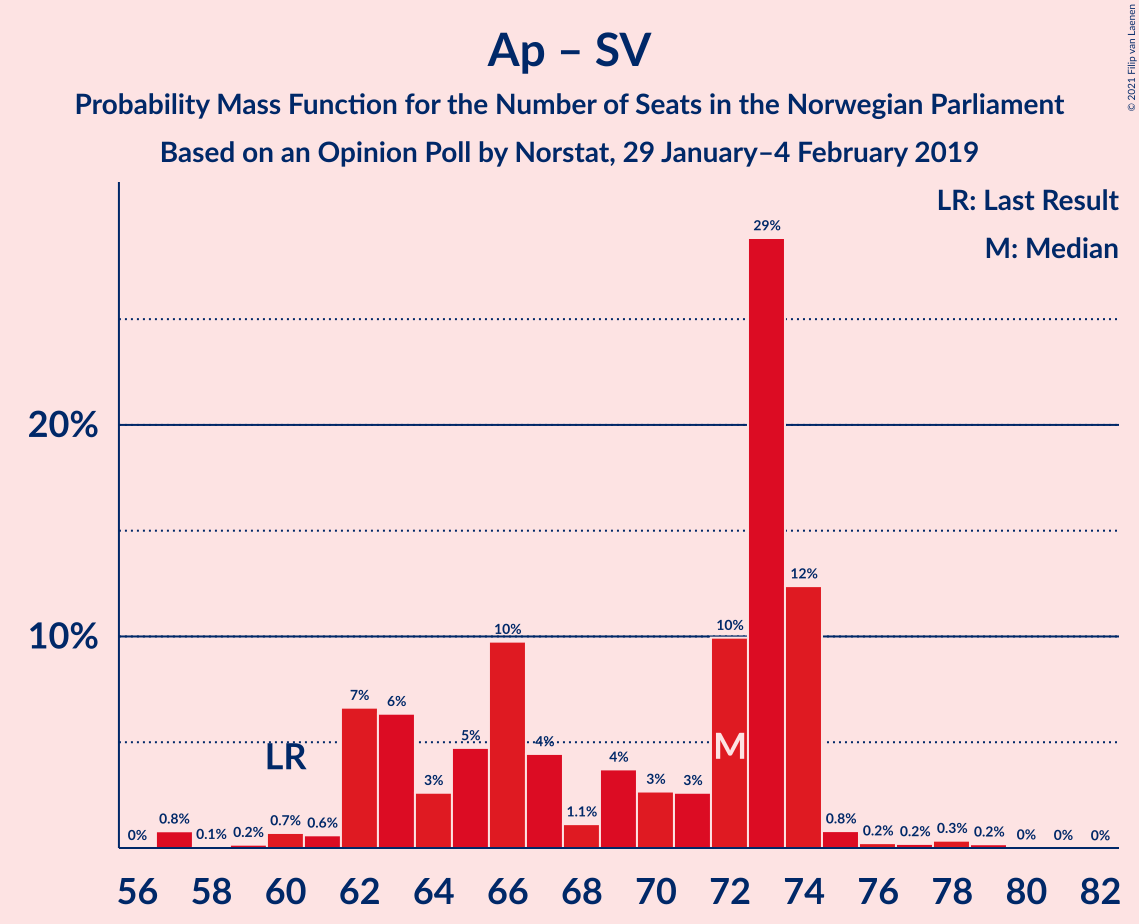 © 2021 Filip van Laenen
Ap – SV
Probability Mass Function for the Number of Seats in the Norwegian Parliament
Based on an Opinion Poll by Norstat, 29 January–4 February 2019
LR: Last Result
M: Median
20%
10%
0% 0.8% 0.1% 0.2% 0.7% 0.6% 7% 6% 3% 5% 10% 4% 1.1% 4% 3% 3% 10% 29% 12% 0.8% 0.2% 0.2% 0.3% 0.2% 0% 0% 0%
LR
M
56 58 60 62 64 66 68 70 72 74 76 78 80 82